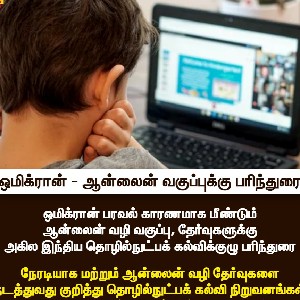 ஒமிக்ரான் - ஆன்லைன் வகுப்புக்கு பரிந்துரை
ஒமிக்ரான் பரவல் காரணமாக மீண்டும்
ஆன்லைன் வழி வகுப்பு, தேர்வுகளுக்கு
அகில இந்திய தொழில்நுட்பக் கல்விக்குழு பரிந்துரை
நேரடியாக மற்றும் ஆன்லைன் வழி தேர்வுகளை
நடத்துவது குறித்து தொழில்நுட்பக் கல்வி நிறுவனங்கள்